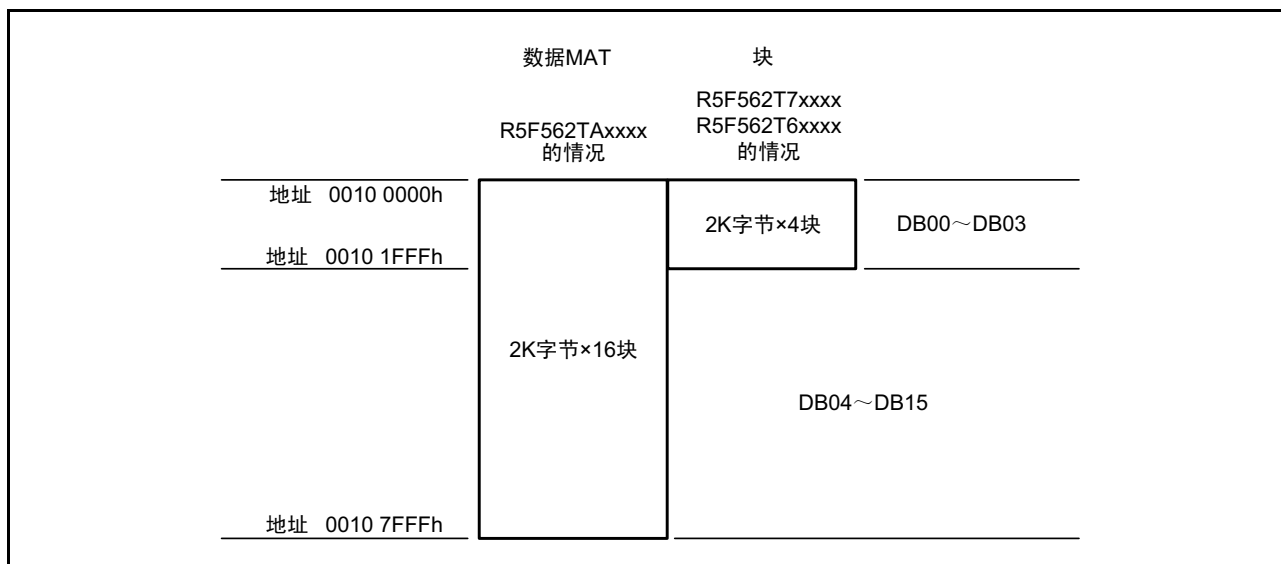 数据MAT
块
R5F562TAxxxx
的情况
R5F562T7xxxx
R5F562T6xxxx
的情况
地址 0010 0000h
2K字节×4块
DB00～DB03
地址 0010 1FFFh
2K字节×16块
DB04～DB15
地址 0010 7FFFh